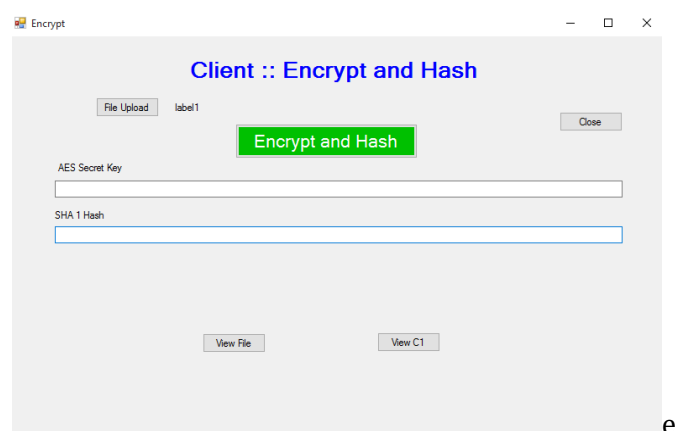 Encrypt
Client :: Encrypt and Hash
File Upload label1
Close
Encrypt and Hash
AES Secret Key
SHA 1 Hash
View File View C1
e